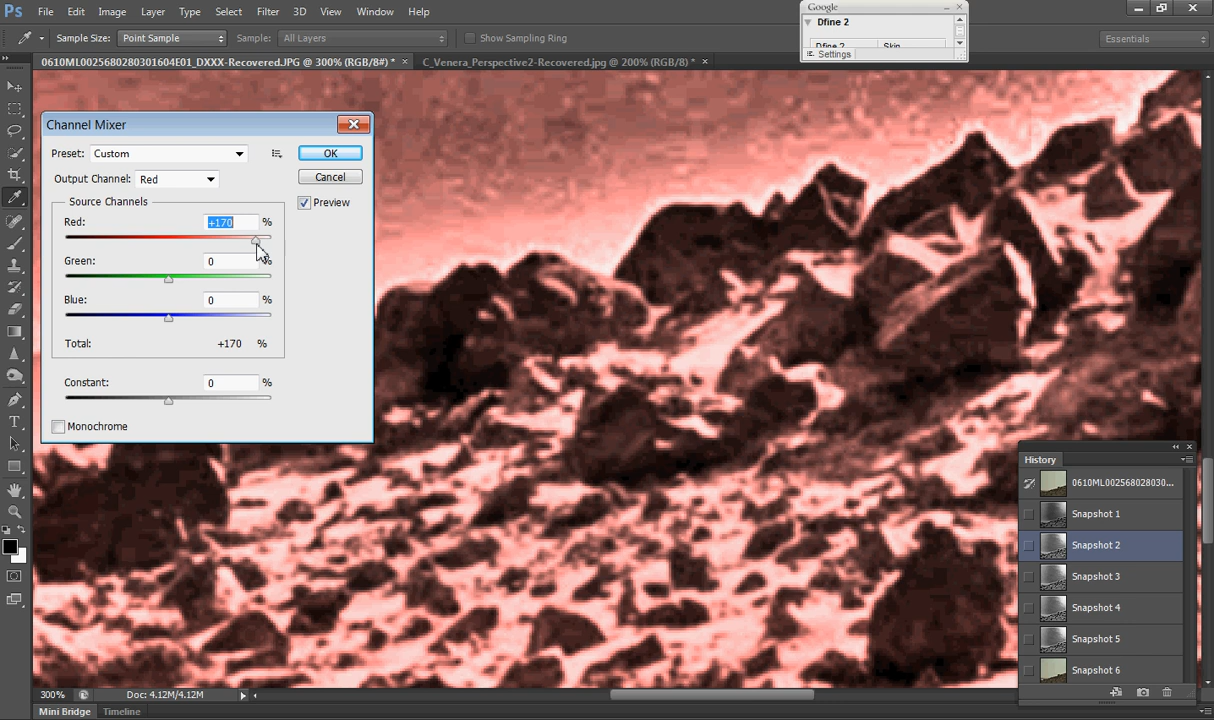 Ps File Edit Image Layer Type Select Filter 3D View Window Help
Google
Dfine 2
Dfine 2 Skin
Settings
Sample Size: Point Sample Sample: All Layers Show Sampling Ring Essentials
0610ML0025680280301604E01_DXXX-Recovered.JPG @ 300% (RGB/8#) * × C_Venera_Perspective2-Recovered.jpg @ 200% (RGB/8) * ×
Channel Mixer
Preset: Custom OK
Output Channel: Red Cancel
Preview
Source Channels
Red: +170 %
Green: 0 %
Blue: 0 %
Total: +170 %
Constant: 0 %
Monochrome
History
0610ML002568028030...
Snapshot 1
Snapshot 2
Snapshot 3
Snapshot 4
Snapshot 5
Snapshot 6
300% Doc: 4.12M/4.12M
Mini Bridge Timeline